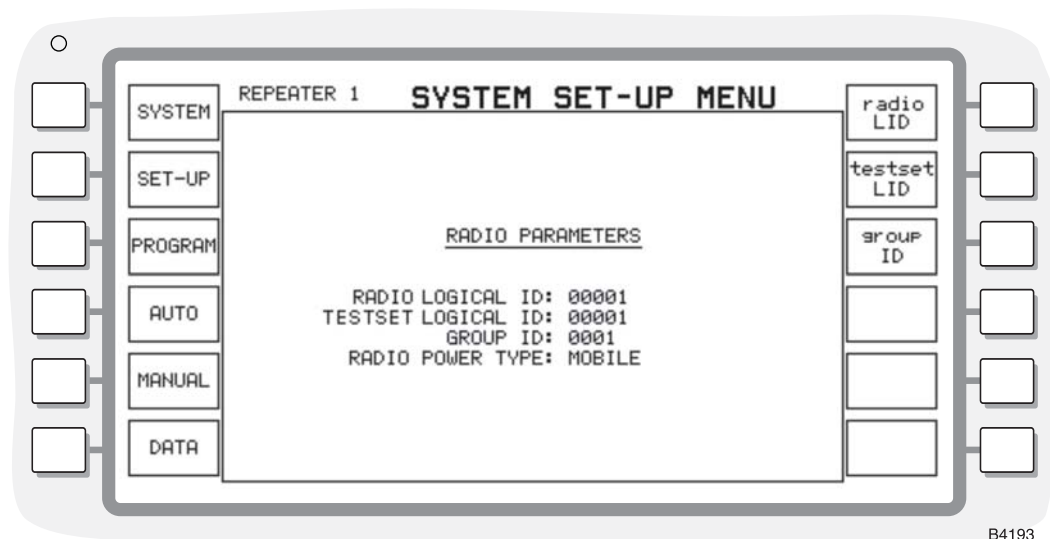 REPEATER 1 SYSTEM SET-UP MENU
SYSTEM
SET-UP
PROGRAM
AUTO
MANUAL
DATA
RADIO PARAMETERS
RADIO LOGICAL ID: 00001
TESTSET LOGICAL ID: 00001
GROUP ID: 0001
RADIO POWER TYPE: MOBILE
radio
LID
testset
LID
group
ID
B4193